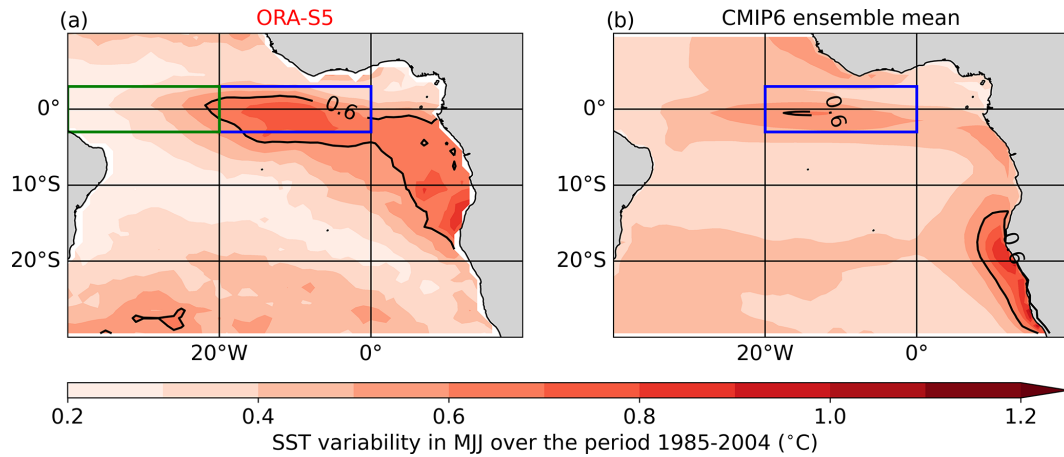 (a) ORA-S5
(b) CMIP6 ensemble mean
0.6
0.6
0.6
0°
10°S
20°S
0°
10°S
20°S
20°W 0°
20°W 0°
0.2 0.4 0.6 0.8 1.0 1.2
SST variability in MJJ over the period 1985-2004 (°C)